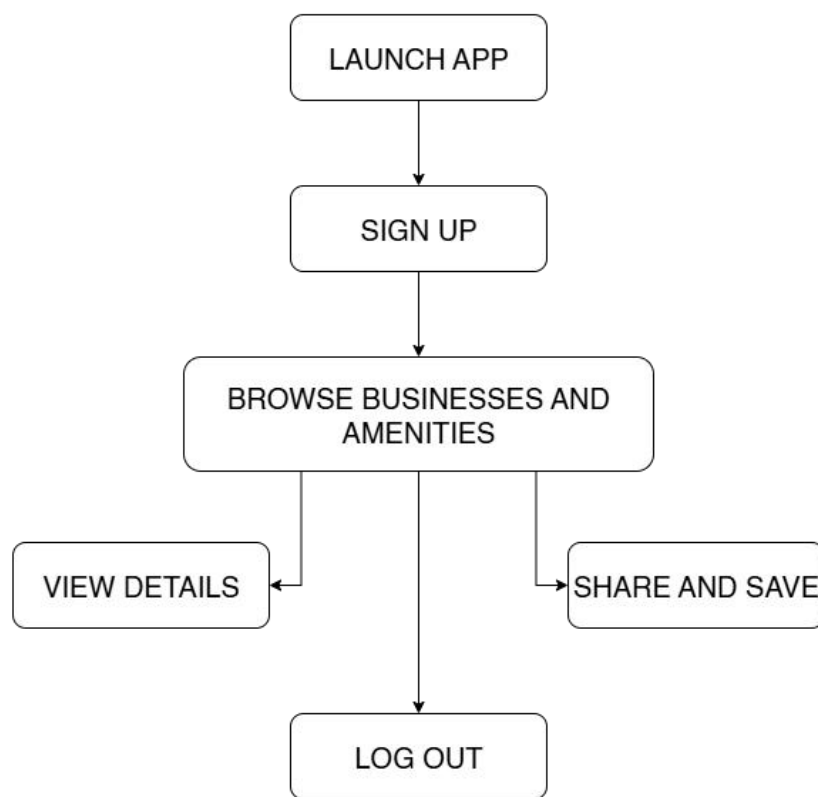 LAUNCH APP
SIGN UP
BROWSE BUSINESSES AND
AMENITIES
VIEW DETAILS
SHARE AND SAVE
LOG OUT